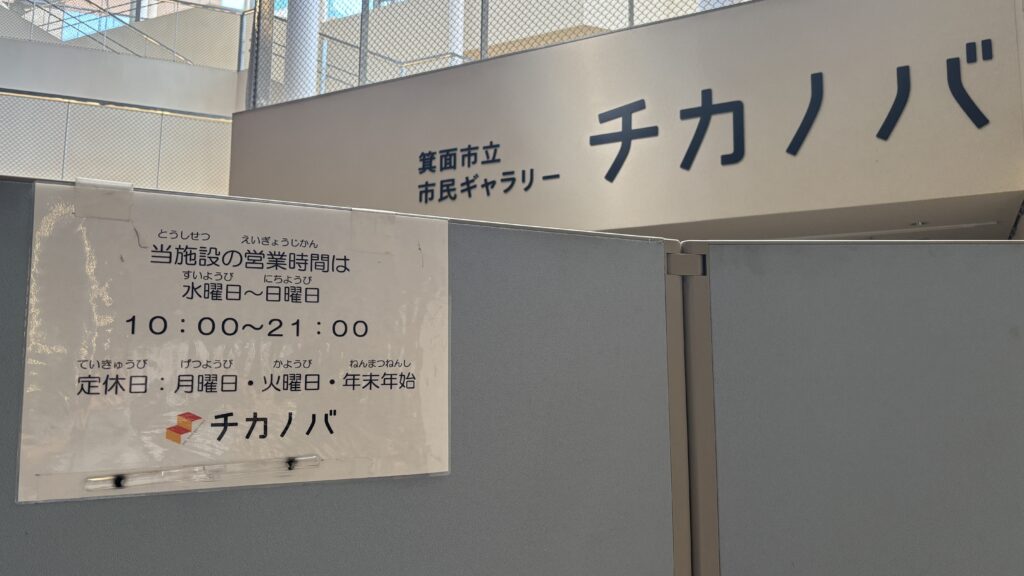 箕面市立
市民ギャラリー
チカノバ
とうしせつ えいぎょうじかん
当施設の営業時間は
すいようび にちようび
水曜日～日曜日
10：00～21：00
ていきゅうび げつようび かようび ねんまつねんし
定休日：月曜日・火曜日・年末年始
チカノバ